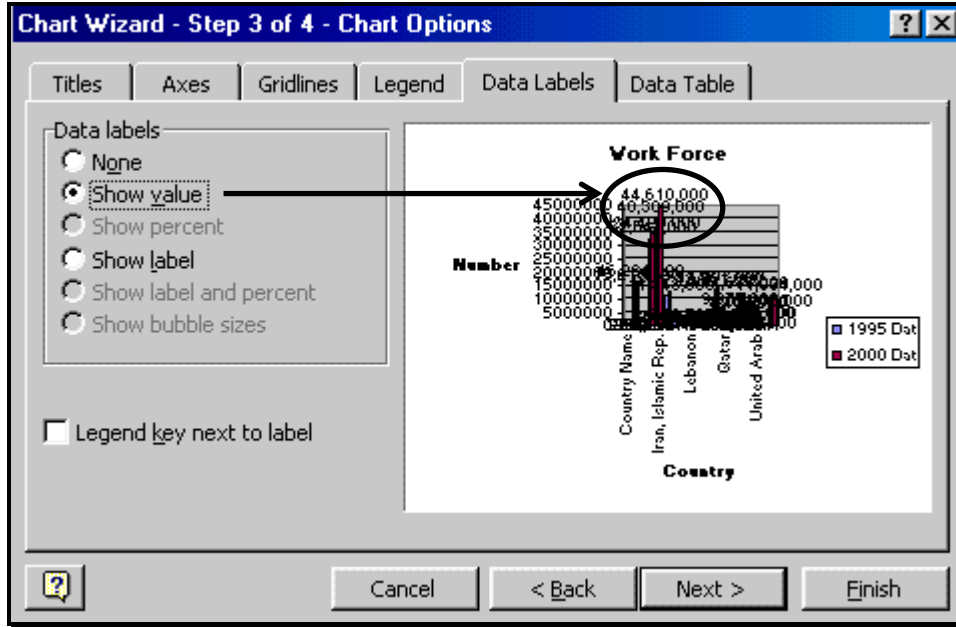 Chart Wizard - Step 3 of 4 - Chart Options
Titles Axes Gridlines Legend Data Labels Data Table
Data labels
None
Show value
Show percent
Show label
Show label and percent
Show bubble sizes
Legend key next to label
Work Force
44,610,000
45000000
40000000
35000000
30000000
25000000
20000000
15000000
10000000
5000000
Number
1995 Dat
2000 Dat
Country Name
Iran, Islamic Rep.
Lebanon
Qatar
United Arab
Country
Cancel < Back Next > Finish